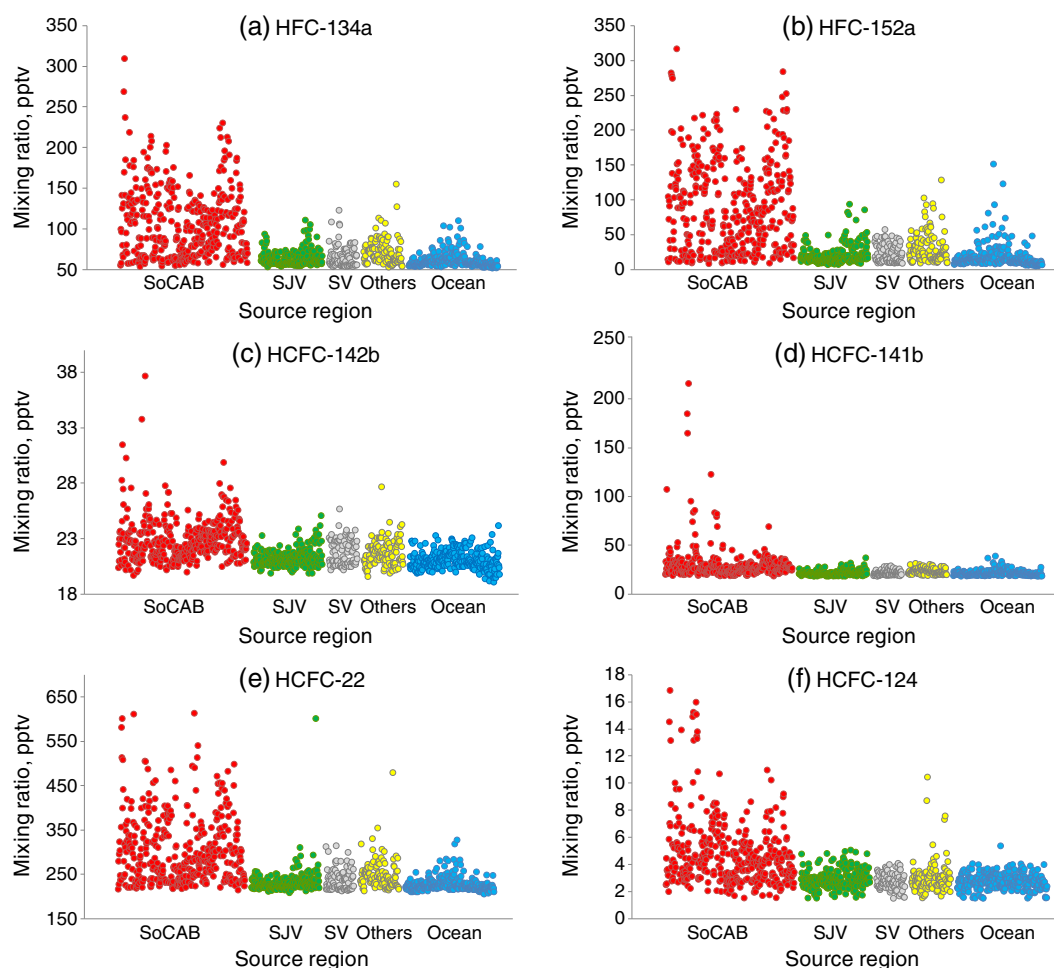 (a) HFC-134a
Mixing ratio, pptv
350
300
250
200
150
100
50
SoCAB SJV SV Others Ocean
Source region
(b) HFC-152a
Mixing ratio, pptv
350
300
250
200
150
100
50
0
SoCAB SJV SV Others Ocean
Source region
(c) HCFC-142b
Mixing ratio, pptv
38
33
28
23
18
SoCAB SJV SV Others Ocean
Source region
(d) HCFC-141b
Mixing ratio, pptv
250
200
150
100
50
0
SoCAB SJV SV Others Ocean
Source region
(e) HCFC-22
Mixing ratio, pptv
650
550
450
350
250
150
SoCAB SJV SV Others Ocean
Source region
(f) HCFC-124
Mixing ratio, pptv
18
16
14
12
10
8
6
4
2
0
SoCAB SJV SV Others Ocean
Source region